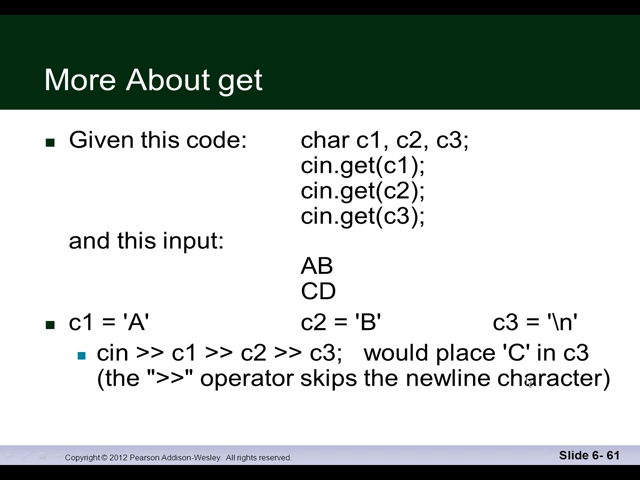 More About get
Given this code: char c1, c2, c3;
cin.get(c1);
cin.get(c2);
cin.get(c3);
and this input:
AB
CD
c1 = 'A' c2 = 'B' c3 = '\n'
cin >> c1 >> c2 >> c3; would place 'C' in c3
(the ">>" operator skips the newline character)
Copyright © 2012 Pearson Addison-Wesley. All rights reserved.
Slide 6- 61